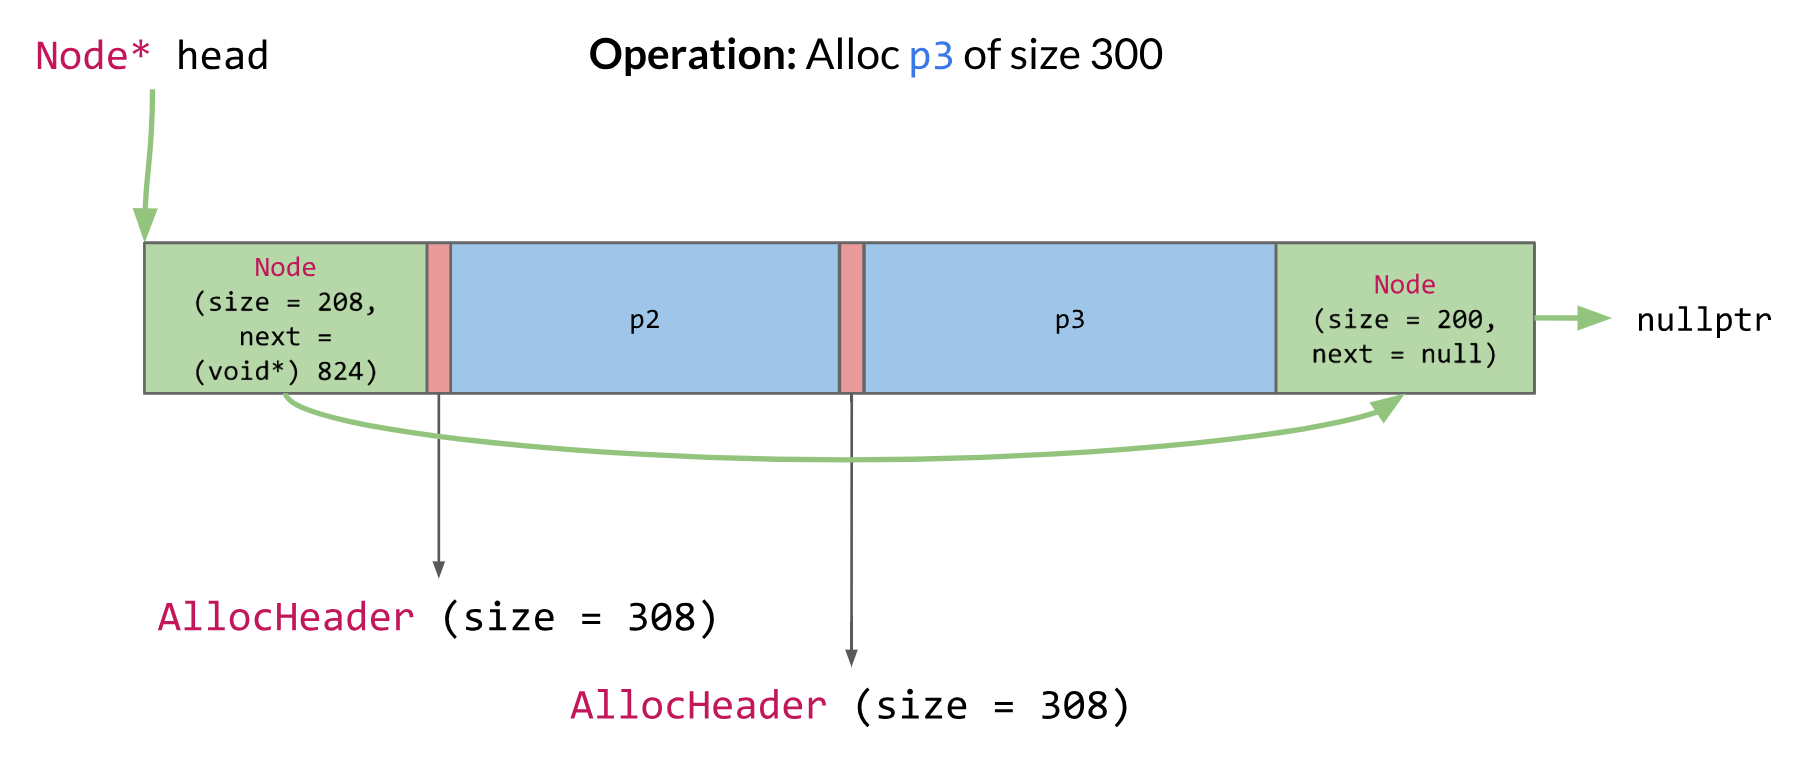 Node* head
Operation: Alloc p3 of size 300
Node
(size = 208,
next =
(void*) 824)
p2
p3
Node
(size = 200,
next = null)
nullptr
AllocHeader (size = 308)
AllocHeader (size = 308)